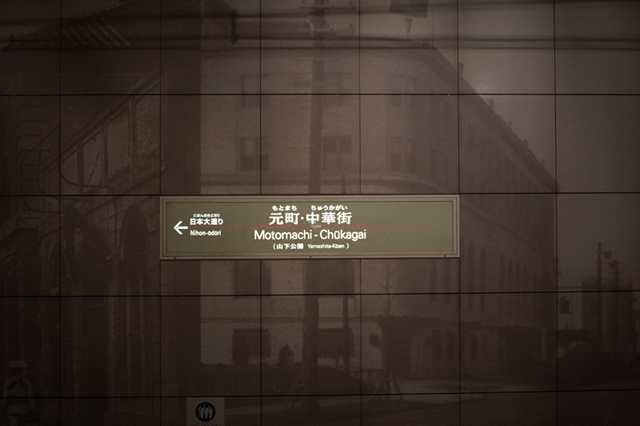 にほんおおどおり
日本大通り
Nihon-ōdōri
もとまち ちゅうかがい
元町・中華街
Motomachi-Chūkagai
(山下公園 Yamashita-Kōen)